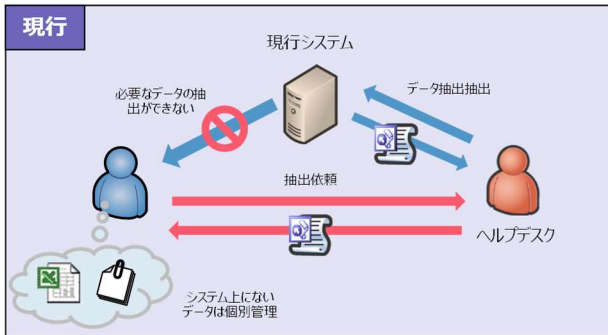 現行
現行システム
必要なデータの抽
出ができない
データ抽出抽出
抽出依頼
ヘルプデスク
システム上にない
データは個別管理